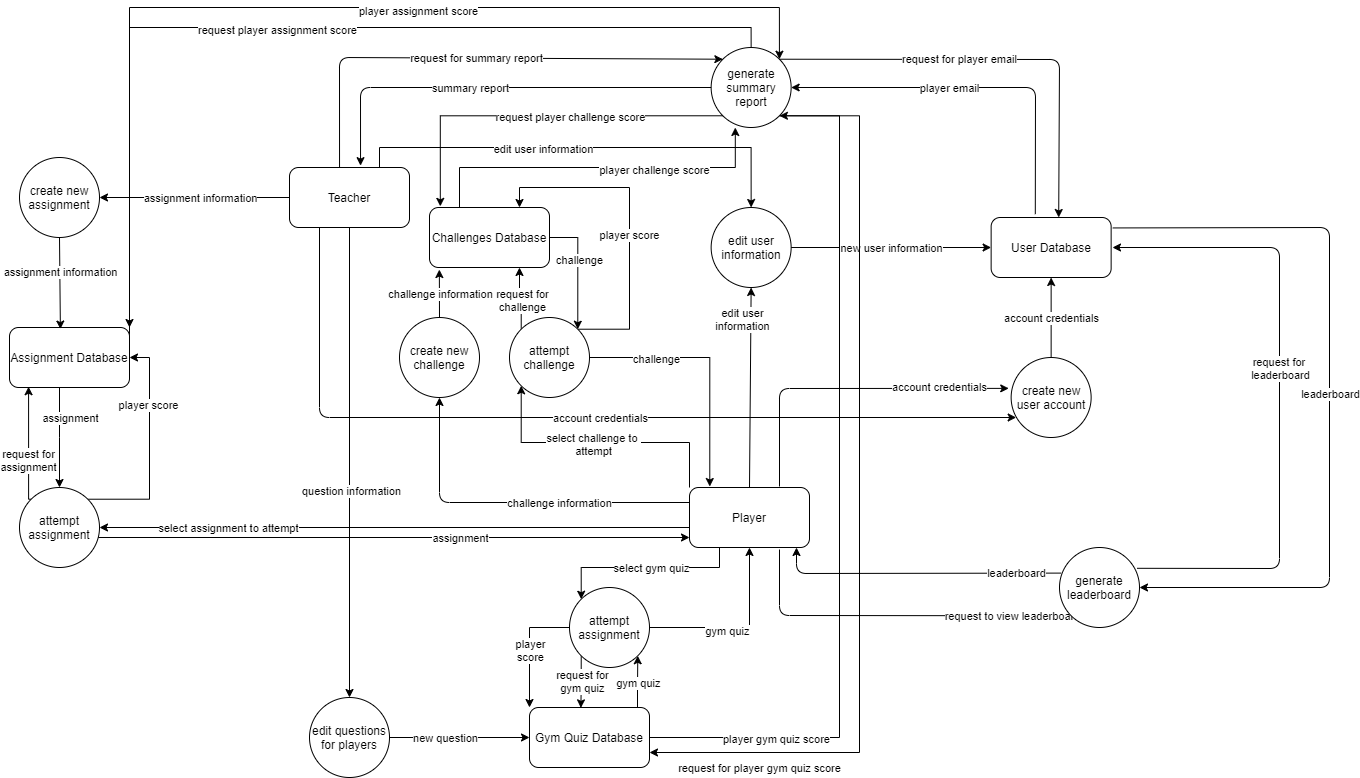 player assignment score
request player assignment score
request for summary report
generate
summary
report
request for player email
summary report
player email
request player challenge score
edit user information
player challenge score
create new
assignment
assignment information
Teacher
Challenges Database
player score
challenge
edit user
information
new user information
User Database
assignment information
challenge information
request for
challenge
edit user
information
account credentials
Assignment Database
create new
challenge
attempt
challenge
challenge
request for
leaderboard
leaderboard
account credentials
create new
user account
player score
assignment
account credentials
select challenge to
attempt
request for
assignment
question information
challenge information
Player
attempt
assignment
select assignment to attempt
assignment
select gym quiz
leaderboard
generate
leaderboard
request to view leaderboar
attempt
assignment
gym quiz
player
score
request for
gym quiz
gym quiz
edit questions
for players
new question
Gym Quiz Database
player gym quiz score
request for player gym quiz score